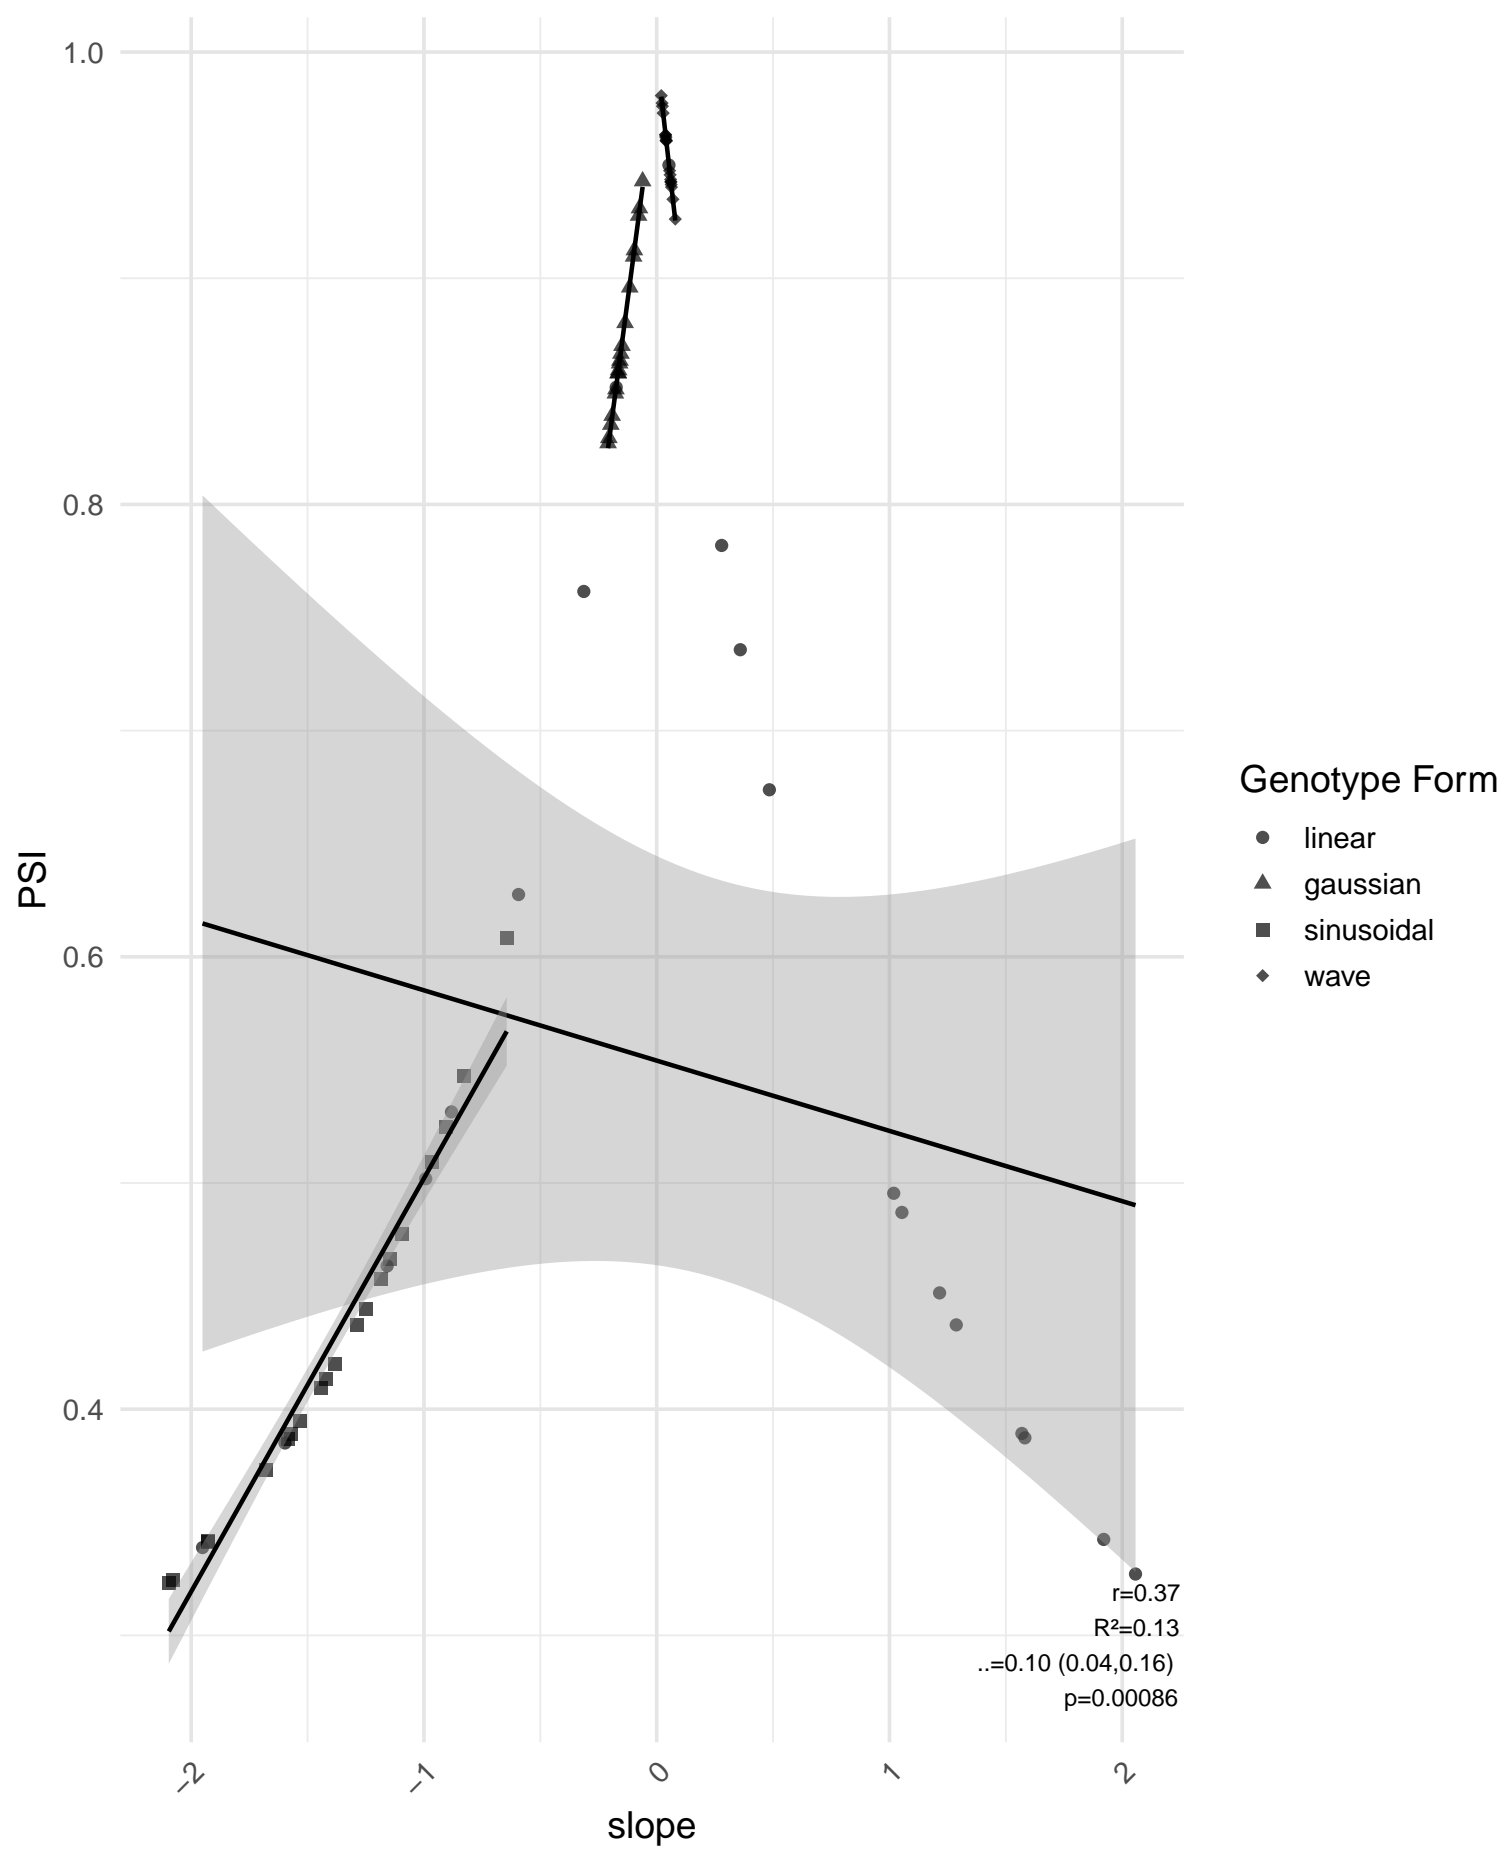 1.0
0.8
0.6
0.4
PSI
−2
−1
0
1
2
slope
r=0.37
R²=0.13
..=0.10 (0.04,0.16)
p=0.00086
Genotype Form
linear
gaussian
sinusoidal
wave